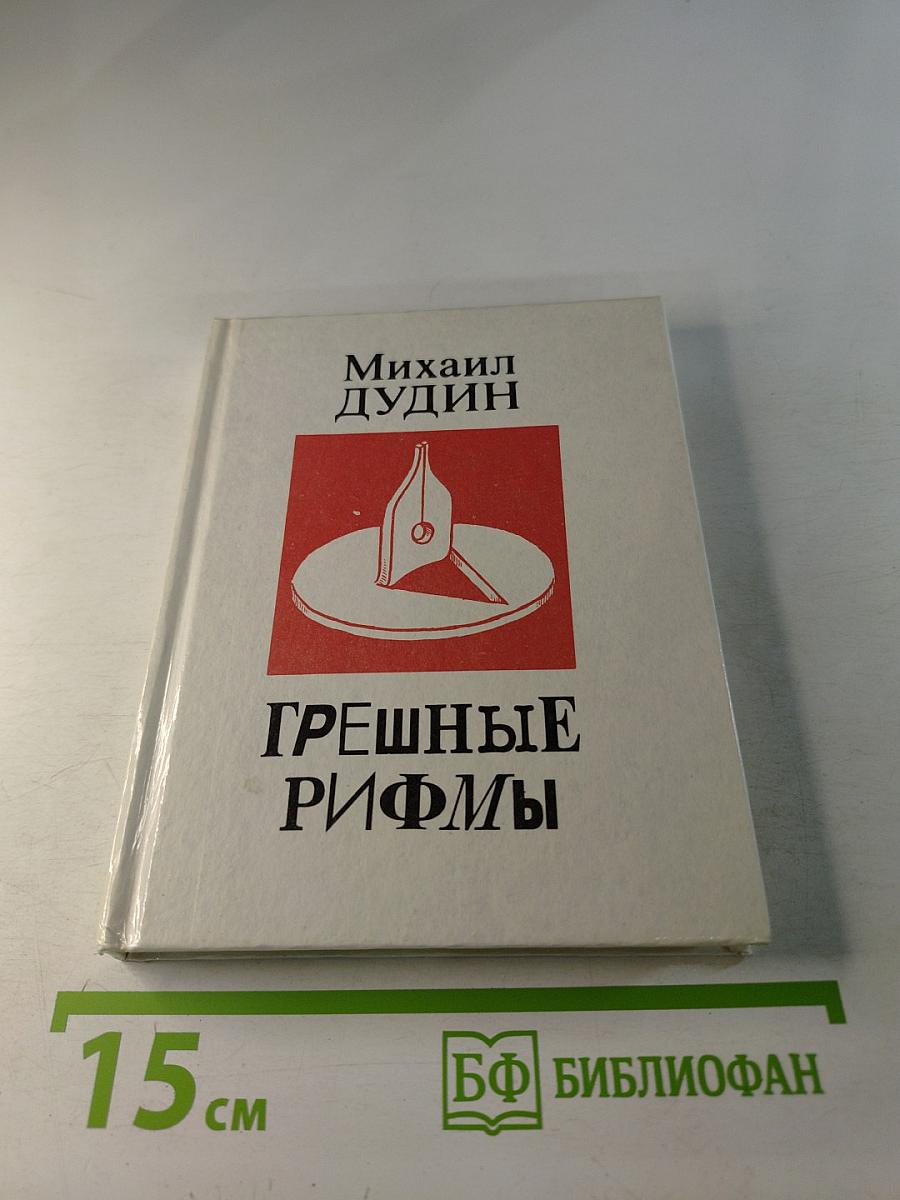 Михаил
ДУДИН
ГРЕШНЫЕ
РИФМЫ
15 см
БФ БИБЛИОФАН